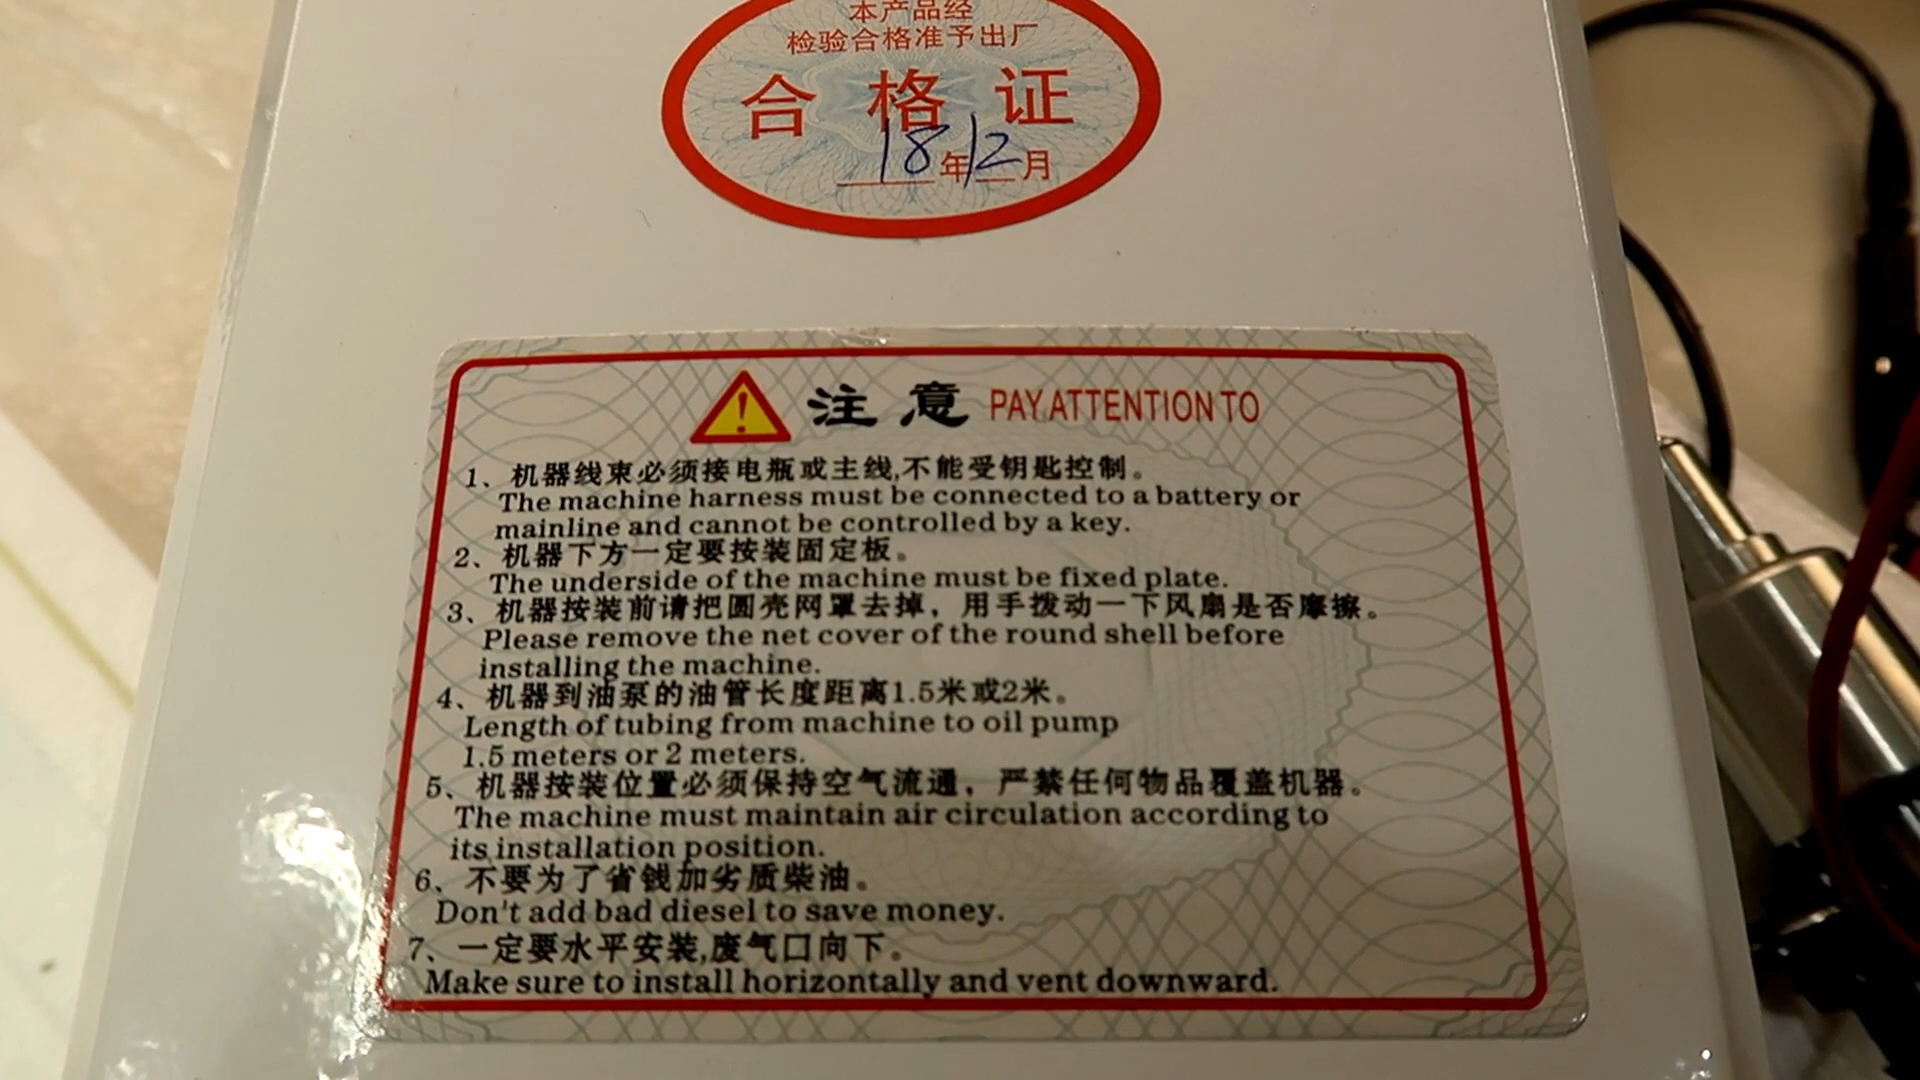 本产品经
检验合格准予出厂
合格证
18年12月
注意 PAY ATTENTION TO
1、机器线束必须接电瓶或主线,不能受钥匙控制。
The machine harness must be connected to a battery or
mainline and cannot be controlled by a key.
2、机器下方一定要按装固定板。
The underside of the machine must be fixed plate.
3、机器按装前请把圆壳网罩去掉，用手拨动一下风扇是否摩擦。
Please remove the net cover of the round shell before
installing the machine.
4、机器到油泵的油管长度距离1.5米或2米。
Length of tubing from machine to oil pump
1.5 meters or 2 meters.
5、机器按装位置必须保持空气流通，严禁任何物品覆盖机器。
The machine must maintain air circulation according to
its installation position.
6、不要为了省钱加劣质柴油。
Don't add bad diesel to save money.
7、一定要水平安装,废气口向下。
Make sure to install horizontally and vent downward.